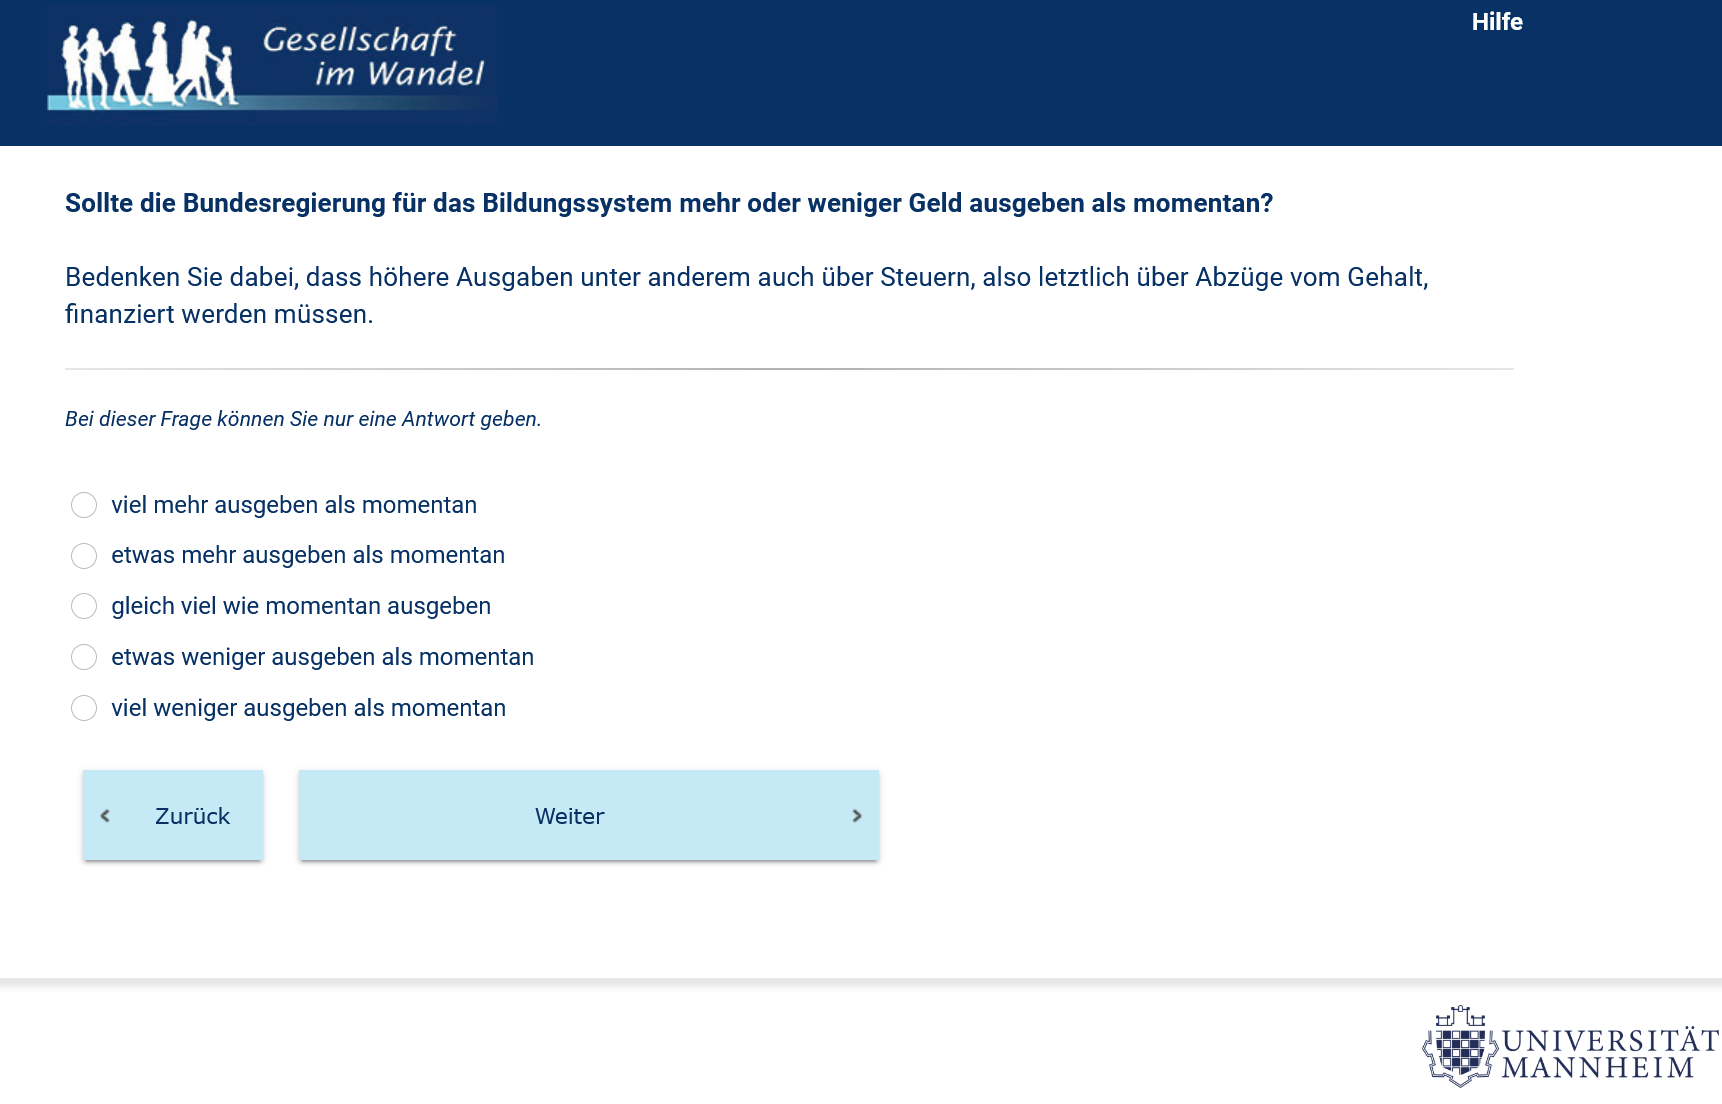 Gesellschaft
im Wandel
Hilfe
Sollte die Bundesregierung für das Bildungssystem mehr oder weniger Geld ausgeben als momentan?
Bedenken Sie dabei, dass höhere Ausgaben unter anderem auch über Steuern, also letztlich über Abzüge vom Gehalt,
finanziert werden müssen.
Bei dieser Frage können Sie nur eine Antwort geben.
viel mehr ausgeben als momentan
etwas mehr ausgeben als momentan
gleich viel wie momentan ausgeben
etwas weniger ausgeben als momentan
viel weniger ausgeben als momentan
Zurück
Weiter
UNIVERSITÄT
MANNHEIM